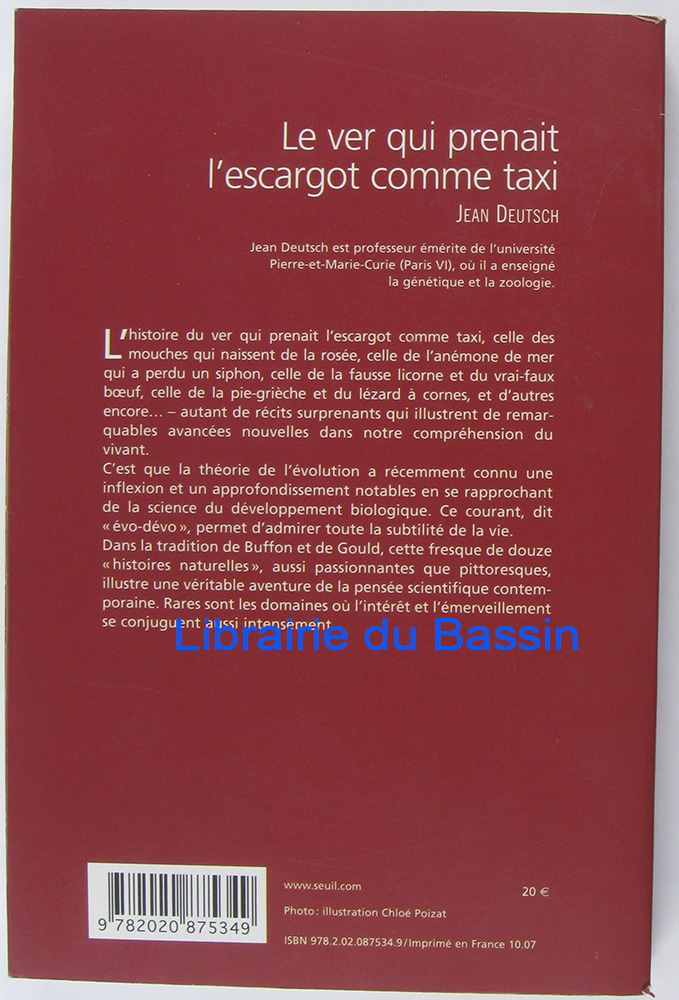 Le ver qui prenait
l'escargot comme taxi
JEAN DEUTSCH
Jean Deutsch est professeur émérite de l'université
Pierre-et-Marie-Curie (Paris VI), où il a enseigné
la génétique et la zoologie.
L'histoire du ver qui prenait l'escargot comme taxi, celle des
mouches qui naissent de la rosée, celle de l'anémone de mer
qui a perdu un siphon, celle de la fausse licorne et du vrai-faux
bœuf, celle de la pie-grièche et du lézard à cornes, et d'autres
encore... – autant de récits surprenants qui illustrent de remar-
quables avancées nouvelles dans notre compréhension du
vivant.
C'est que la théorie de l'évolution a récemment connu une
inflexion et un approfondissement notables en se rapprochant
de la science du développement biologique. Ce courant, dit
« évo-dévo », permet d'admirer toute la subtilité de la vie.
Dans la tradition de Buffon et de Gould, cette fresque de douze
« histoires naturelles », aussi passionnantes que pittoresques,
illustre une véritable aventure de la pensée scientifique contem-
poraine. Rares sont les domaines où l'intérêt et l'émerveillement
se conjuguent aussi intensément.
Librairie du Bassin
www.seuil.com
20 €
Photo : illustration Chloé Poizat
9 782020 875349
ISBN 978.2.02.087534.9 / Imprimé en France 10.07